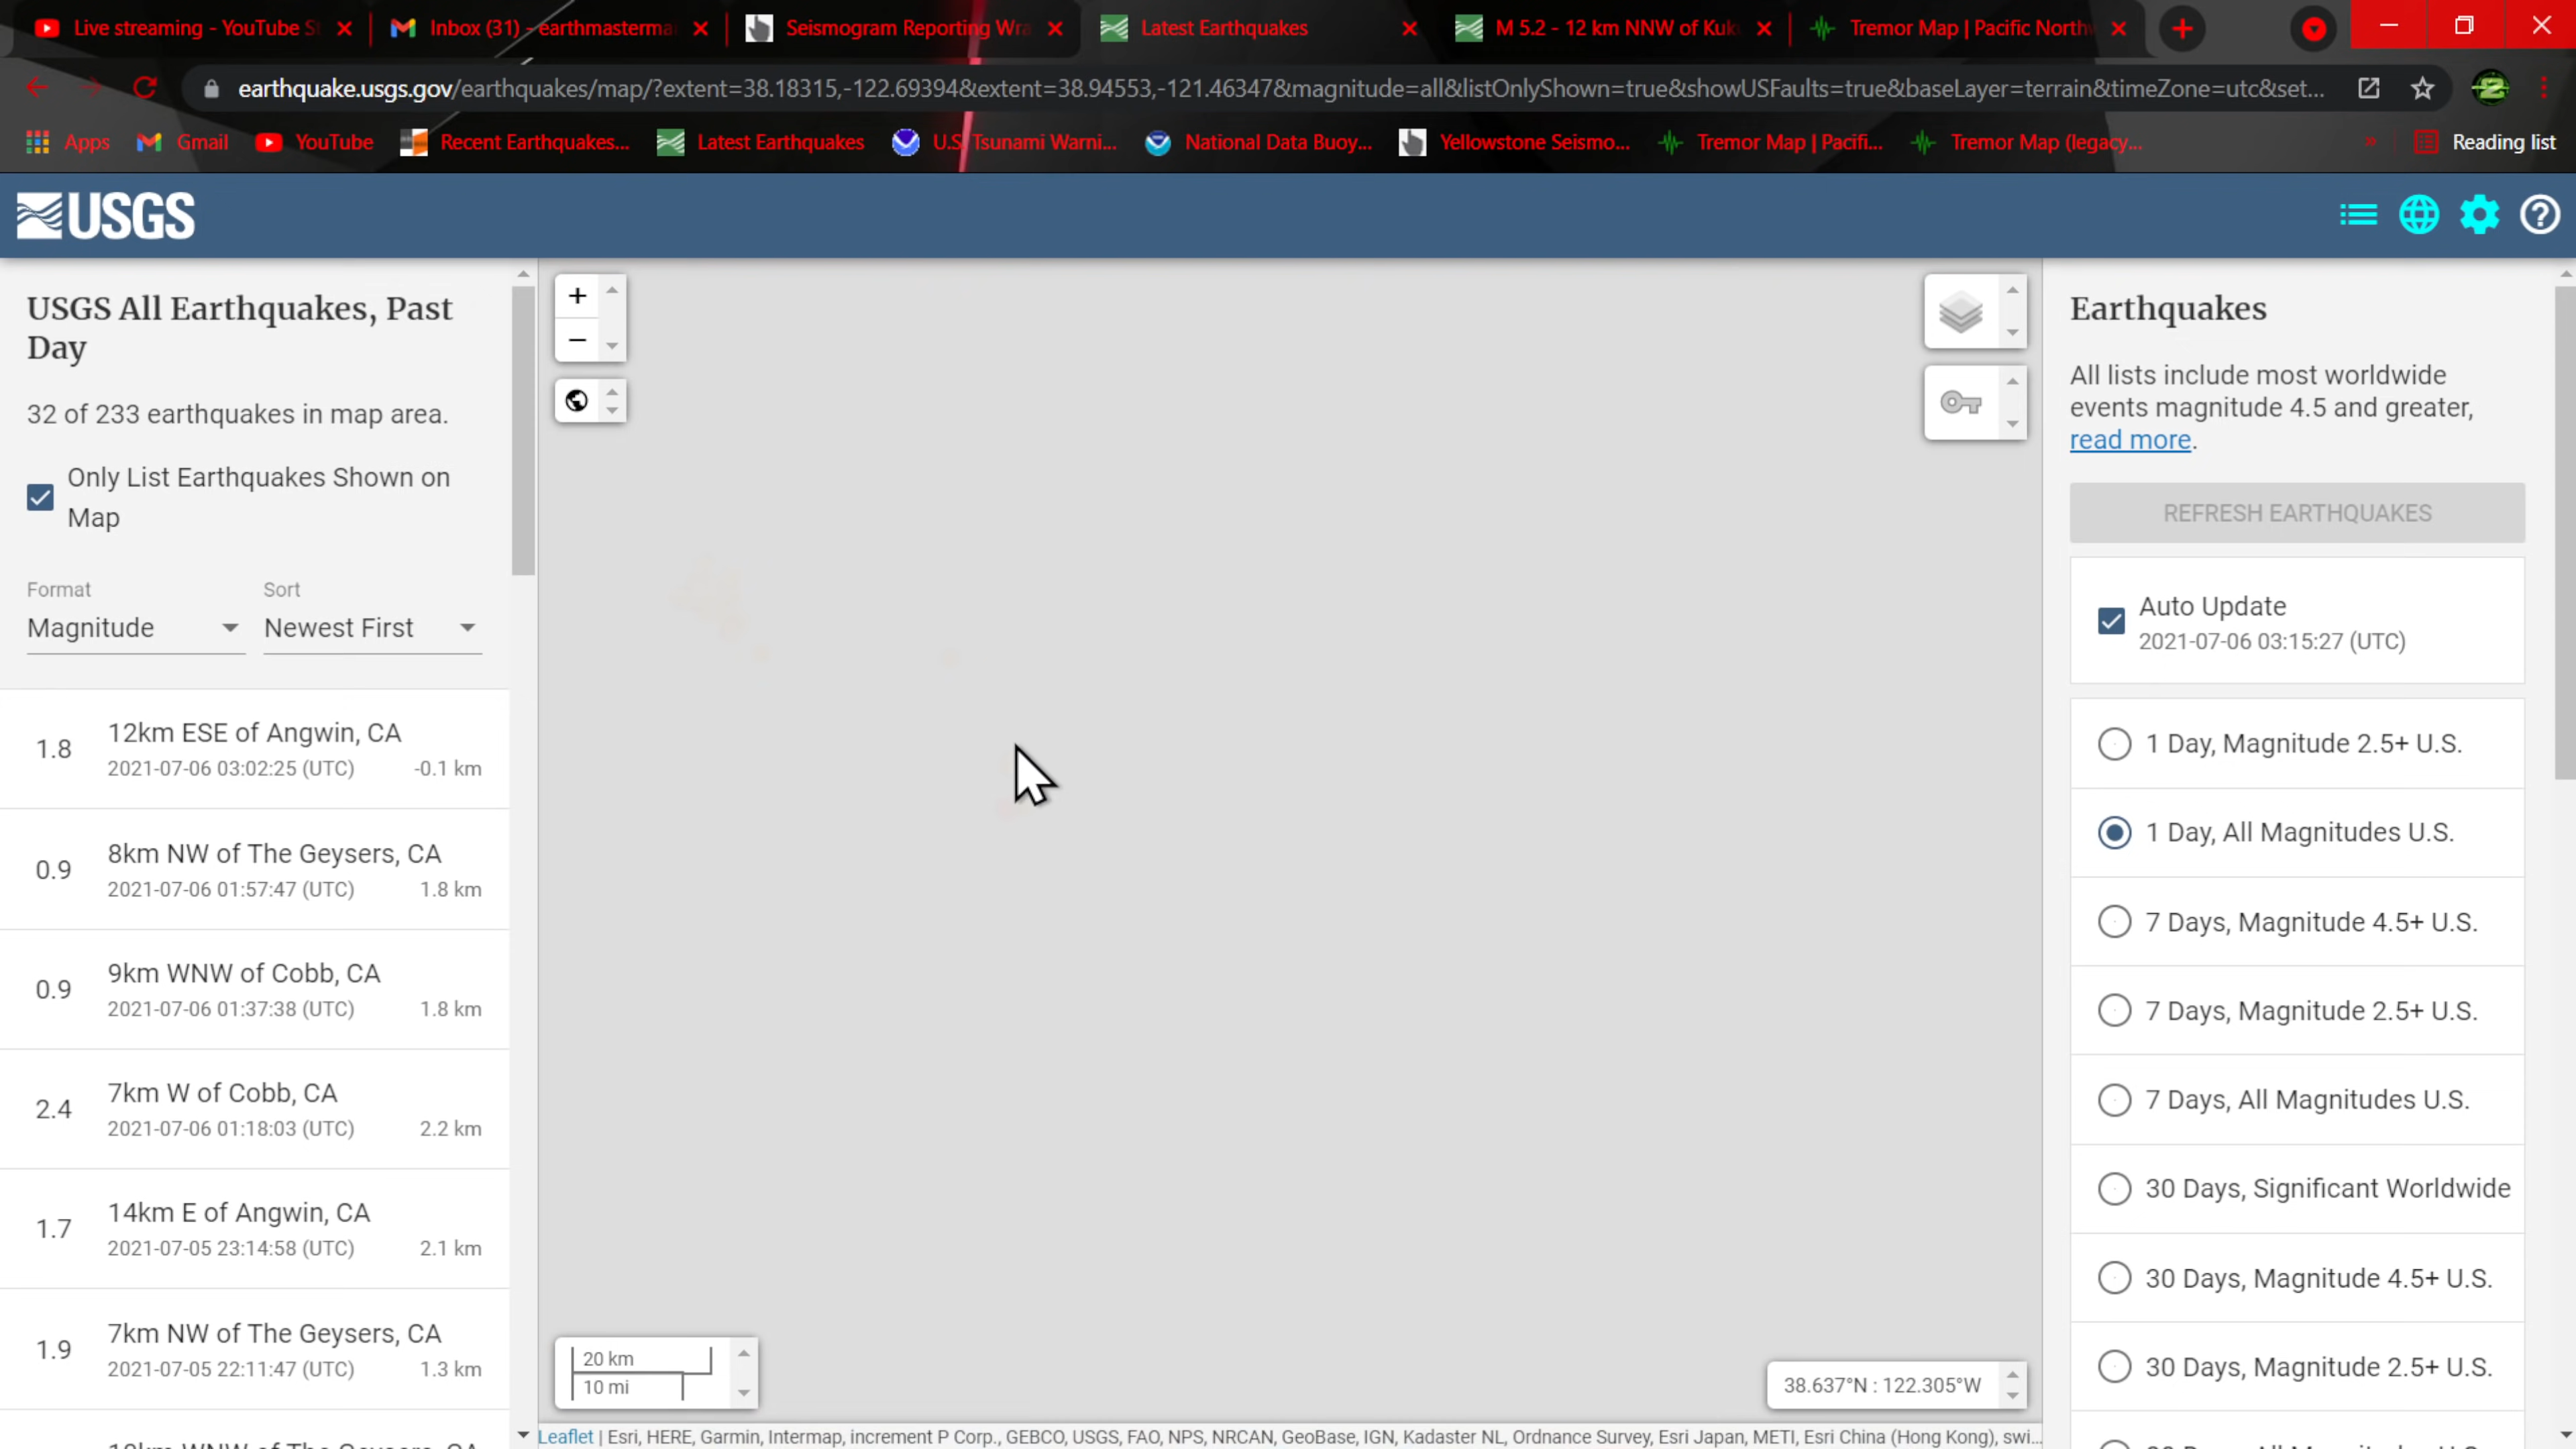 Live streaming - YouTube S
Inbox (31) - earthmasterma
Seismogram Reporting Wra
Latest Earthquakes
M 5.2 - 12 km NNW of Kuk
Tremor Map | Pacific North
earthquake.usgs.gov/earthquakes/map/?extent=38.18315,-122.69394&extent=38.94553,-121.46347&magnitude=all&listOnlyShown=true&showUSFaults=true&baseLayer=terrain&timeZone=utc&set...
Apps
Gmail
YouTube
Recent Earthquakes...
Latest Earthquakes
U.S. Tsunami Warni...
National Data Buoy...
Yellowstone Seismo...
Tremor Map | Pacifi...
Tremor Map (legacy...
»
Reading list
USGS
USGS All Earthquakes, Past
Day
32 of 233 earthquakes in map area.
Only List Earthquakes Shown on
Map
Format
Sort
Magnitude
Newest First
1.8
12km ESE of Angwin, CA
2021-07-06 03:02:25 (UTC)
-0.1 km
0.9
8km NW of The Geysers, CA
2021-07-06 01:57:47 (UTC)
1.8 km
0.9
9km WNW of Cobb, CA
2021-07-06 01:37:38 (UTC)
1.8 km
2.4
7km W of Cobb, CA
2021-07-06 01:18:03 (UTC)
2.2 km
1.7
14km E of Angwin, CA
2021-07-05 23:14:58 (UTC)
2.1 km
1.9
7km NW of The Geysers, CA
2021-07-05 22:11:47 (UTC)
1.3 km
+
−
20 km
10 mi
38.637°N : 122.305°W
Leaflet | Esri, HERE, Garmin, Intermap, increment P Corp., GEBCO, USGS, FAO, NPS, NRCAN, GeoBase, IGN, Kadaster NL, Ordnance Survey, Esri Japan, METI, Esri China (Hong Kong), swi...
Earthquakes
All lists include most worldwide
events magnitude 4.5 and greater,
read more.
REFRESH EARTHQUAKES
Auto Update
2021-07-06 03:15:27 (UTC)
1 Day, Magnitude 2.5+ U.S.
1 Day, All Magnitudes U.S.
7 Days, Magnitude 4.5+ U.S.
7 Days, Magnitude 2.5+ U.S.
7 Days, All Magnitudes U.S.
30 Days, Significant Worldwide
30 Days, Magnitude 4.5+ U.S.
30 Days, Magnitude 2.5+ U.S.